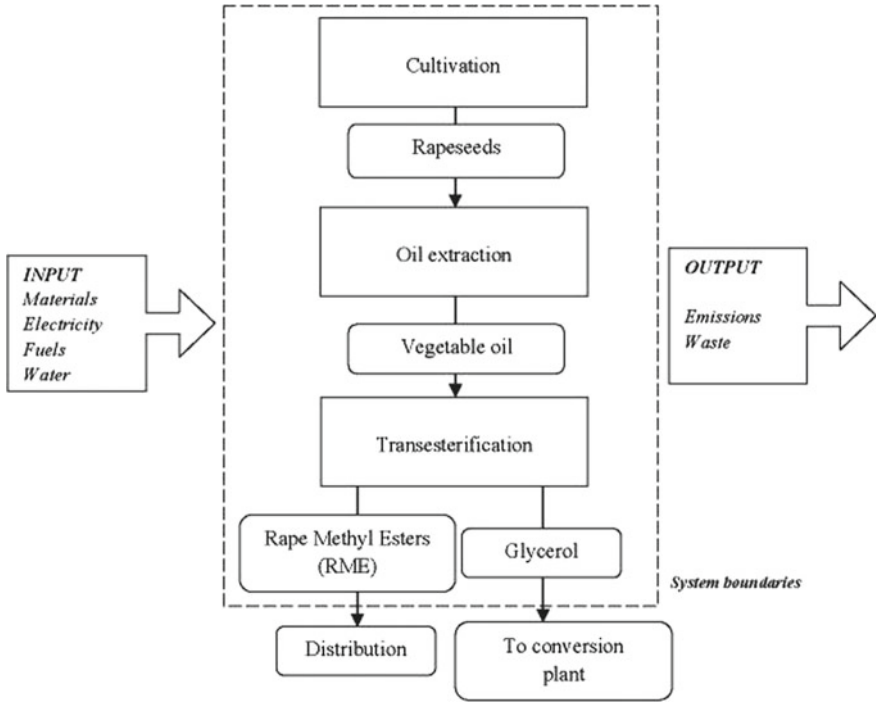 Cultivation
Rapeseeds
Oil extraction
INPUT
Materials
Electricity
Fuels
Water
OUTPUT
Emissions
Waste
Vegetable oil
Transesterification
Rape Methyl Esters
(RME)
Glycerol
System boundaries
Distribution
To conversion
plant